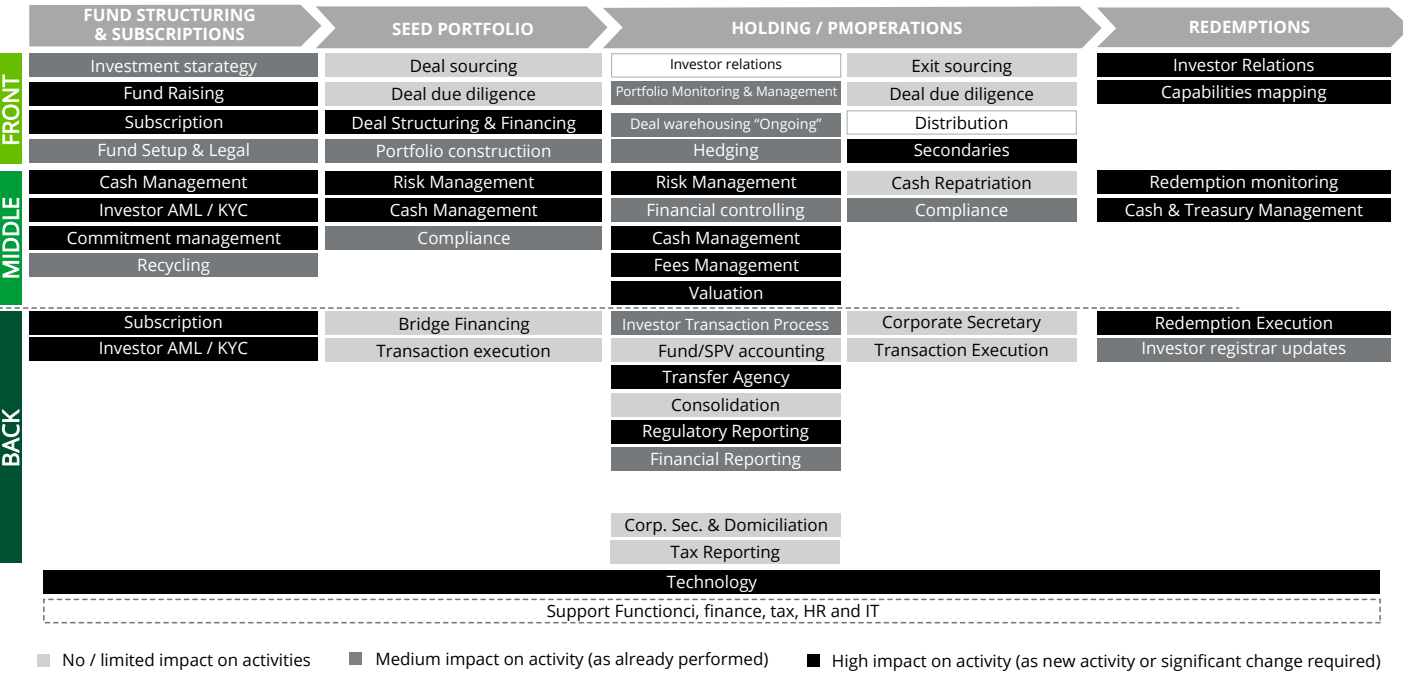 FUND STRUCTURING
& SUBSCRIPTIONS
SEED PORTFOLIO
HOLDING / PMOPERATIONS
REDEMPTIONS
FRONT
Investment starategy
Fund Raising
Subscription
Fund Setup & Legal
Deal sourcing
Deal due diligence
Deal Structuring & Financing
Portfolio constructiion
Investor relations
Portfolio Monitoring & Management
Deal warehousing “Ongoing”
Hedging
Exit sourcing
Deal due diligence
Distribution
Secondaries
Investor Relations
Capabilities mapping
MIDDLE
Cash Management
Investor AML / KYC
Commitment management
Recycling
Risk Management
Cash Management
Compliance
Risk Management
Financial controlling
Cash Management
Fees Management
Valuation
Cash Repatriation
Compliance
Redemption monitoring
Cash & Treasury Management
BACK
Subscription
Investor AML / KYC
Bridge Financing
Transaction execution
Investor Transaction Process
Fund/SPV accounting
Transfer Agency
Consolidation
Regulatory Reporting
Financial Reporting
Corp. Sec. & Domiciliation
Tax Reporting
Corporate Secretary
Transaction Execution
Redemption Execution
Investor registrar updates
Technology
Support Functionci, finance, tax, HR and IT
No / limited impact on activities
Medium impact on activity (as already performed)
High impact on activity (as new activity or significant change required)